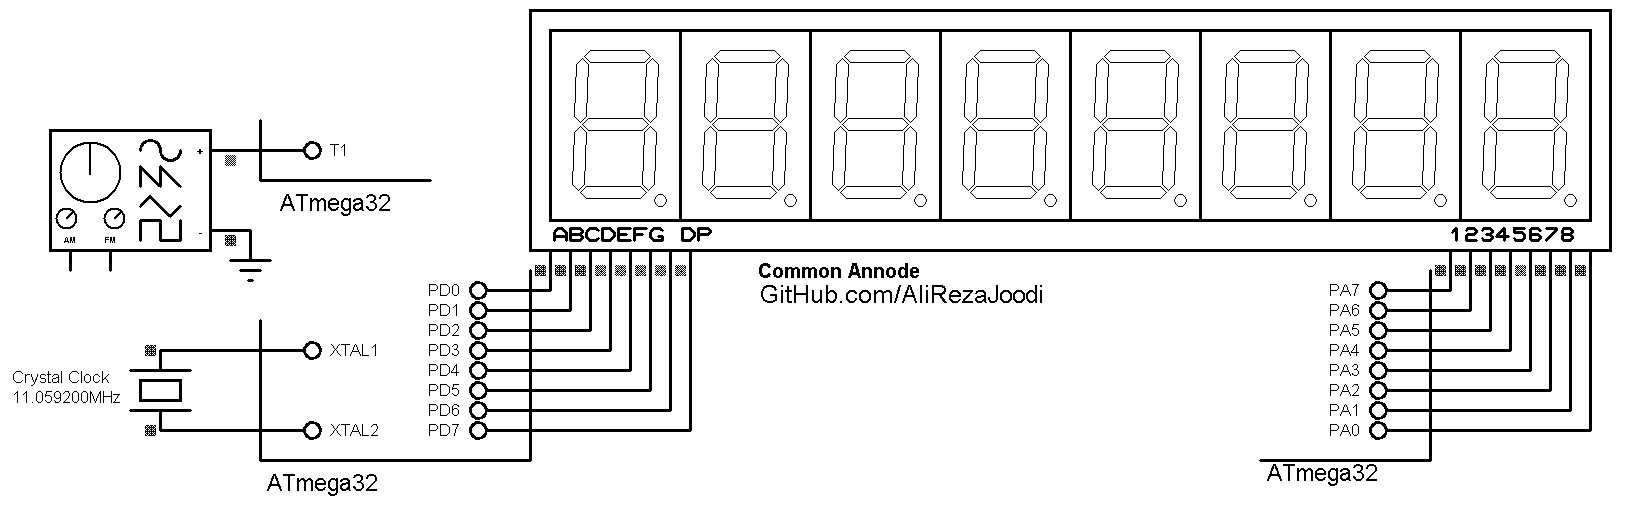 +
T1
-
AM FM
ATmega32
ABCDEFG DP
12345678
Common Annode
GitHub.com/AliRezaJoodi
PD0
PD1
PD2
PD3
PD4
PD5
PD6
PD7
XTAL1
XTAL2
Crystal Clock
11.059200MHz
ATmega32
PA7
PA6
PA5
PA4
PA3
PA2
PA1
PA0
ATmega32